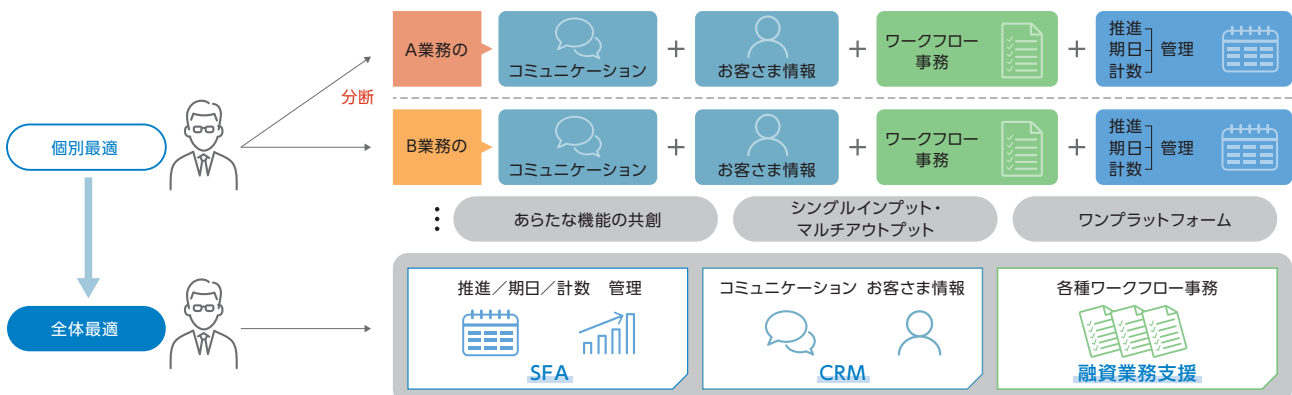 A業務の
コミュニケーション
+
お客さま情報
+
ワークフロー
事務
+
推進
期日
計数
管理
分断
個別最適
B業務の
コミュニケーション
+
お客さま情報
+
ワークフロー
事務
+
推進
期日
計数
管理
⋮
あらたな機能の共創
シングルインプット・
マルチアウトプット
ワンプラットフォーム
全体最適
推進／期日／計数　管理
SFA
コミュニケーション お客さま情報
CRM
各種ワークフロー事務
融資業務支援